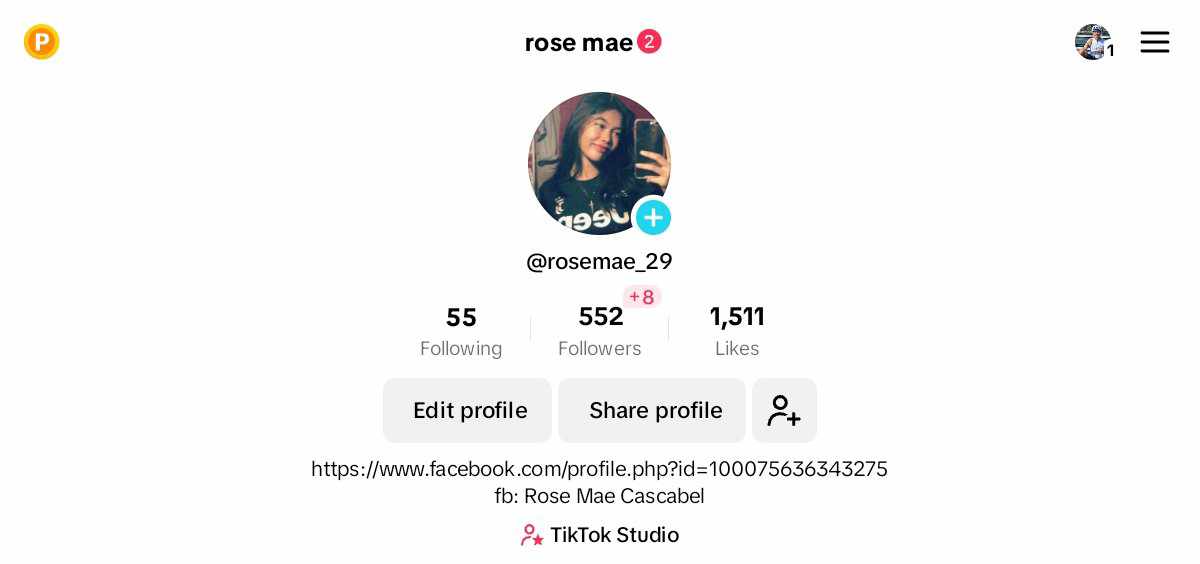 P
rose mae 2
1
Jeep
@rosemae_29
+8
55 552 1,511
Following Followers Likes
Edit profile Share profile
https://www.facebook.com/profile.php?id=100075636343275
fb: Rose Mae Cascabel
TikTok Studio